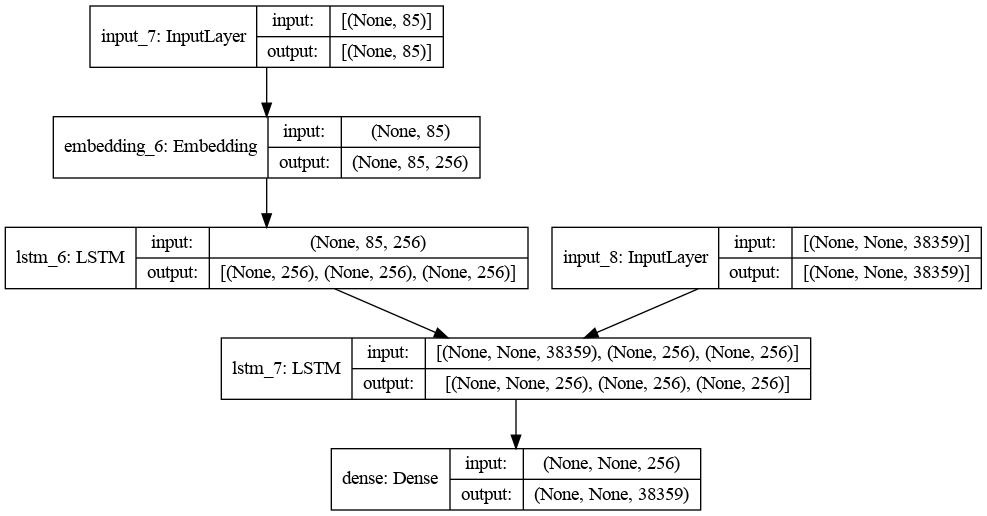 input_7: InputLayer
input: [(None, 85)]
output: [(None, 85)]
embedding_6: Embedding
input: (None, 85)
output: (None, 85, 256)
lstm_6: LSTM
input: (None, 85, 256)
output: [(None, 256), (None, 256), (None, 256)]
input_8: InputLayer
input: [(None, None, 38359)]
output: [(None, None, 38359)]
lstm_7: LSTM
input: [(None, None, 38359), (None, 256), (None, 256)]
output: [(None, None, 256), (None, 256), (None, 256)]
dense: Dense
input: (None, None, 256)
output: (None, None, 38359)